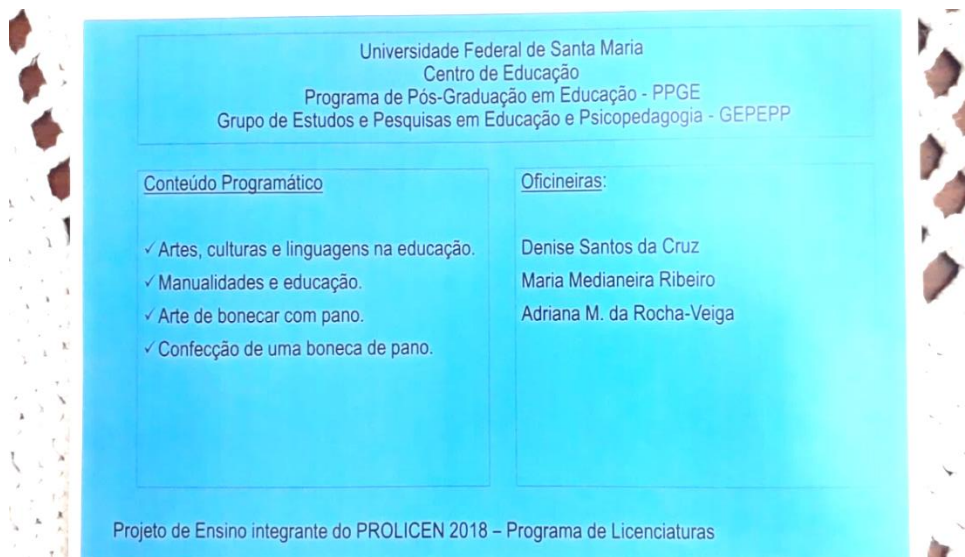 Universidade Federal de Santa Maria
Centro de Educação
Programa de Pós-Graduação em Educação - PPGE
Grupo de Estudos e Pesquisas em Educação e Psicopedagogia - GEPEPP
Conteúdo Programático
✓Artes, culturas e linguagens na educação.
✓Manualidades e educação.
✓Arte de bonecar com pano.
✓Confecção de uma boneca de pano.
Oficineiras:
Denise Santos da Cruz
Maria Medianeira Ribeiro
Adriana M. da Rocha-Veiga
Projeto de Ensino integrante do PROLICEN 2018 – Programa de Licenciaturas